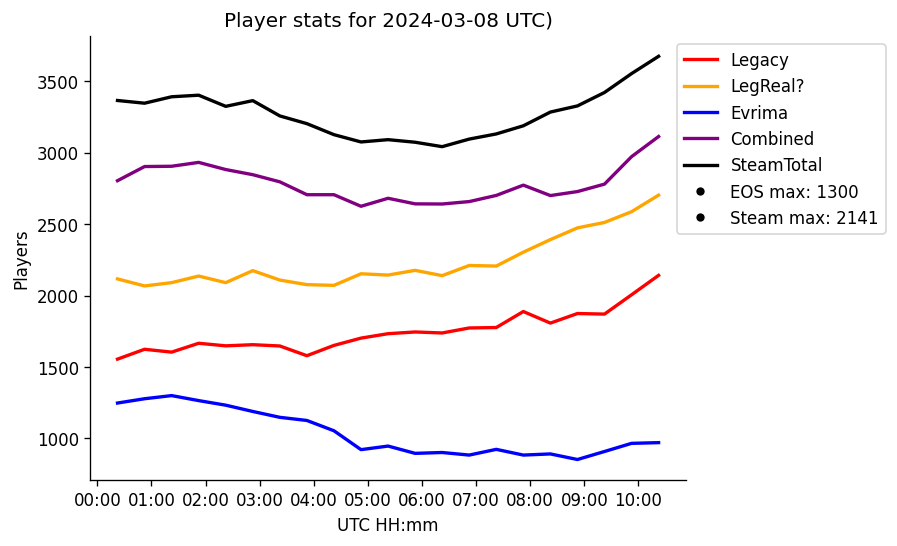 Player stats for 2024-03-08 UTC)
Players
3500
3000
2500
2000
1500
1000
00:00 01:00 02:00 03:00 04:00 05:00 06:00 07:00 08:00 09:00 10:00
UTC HH:mm
Legacy
LegReal?
Evrima
Combined
SteamTotal
EOS max: 1300
Steam max: 2141